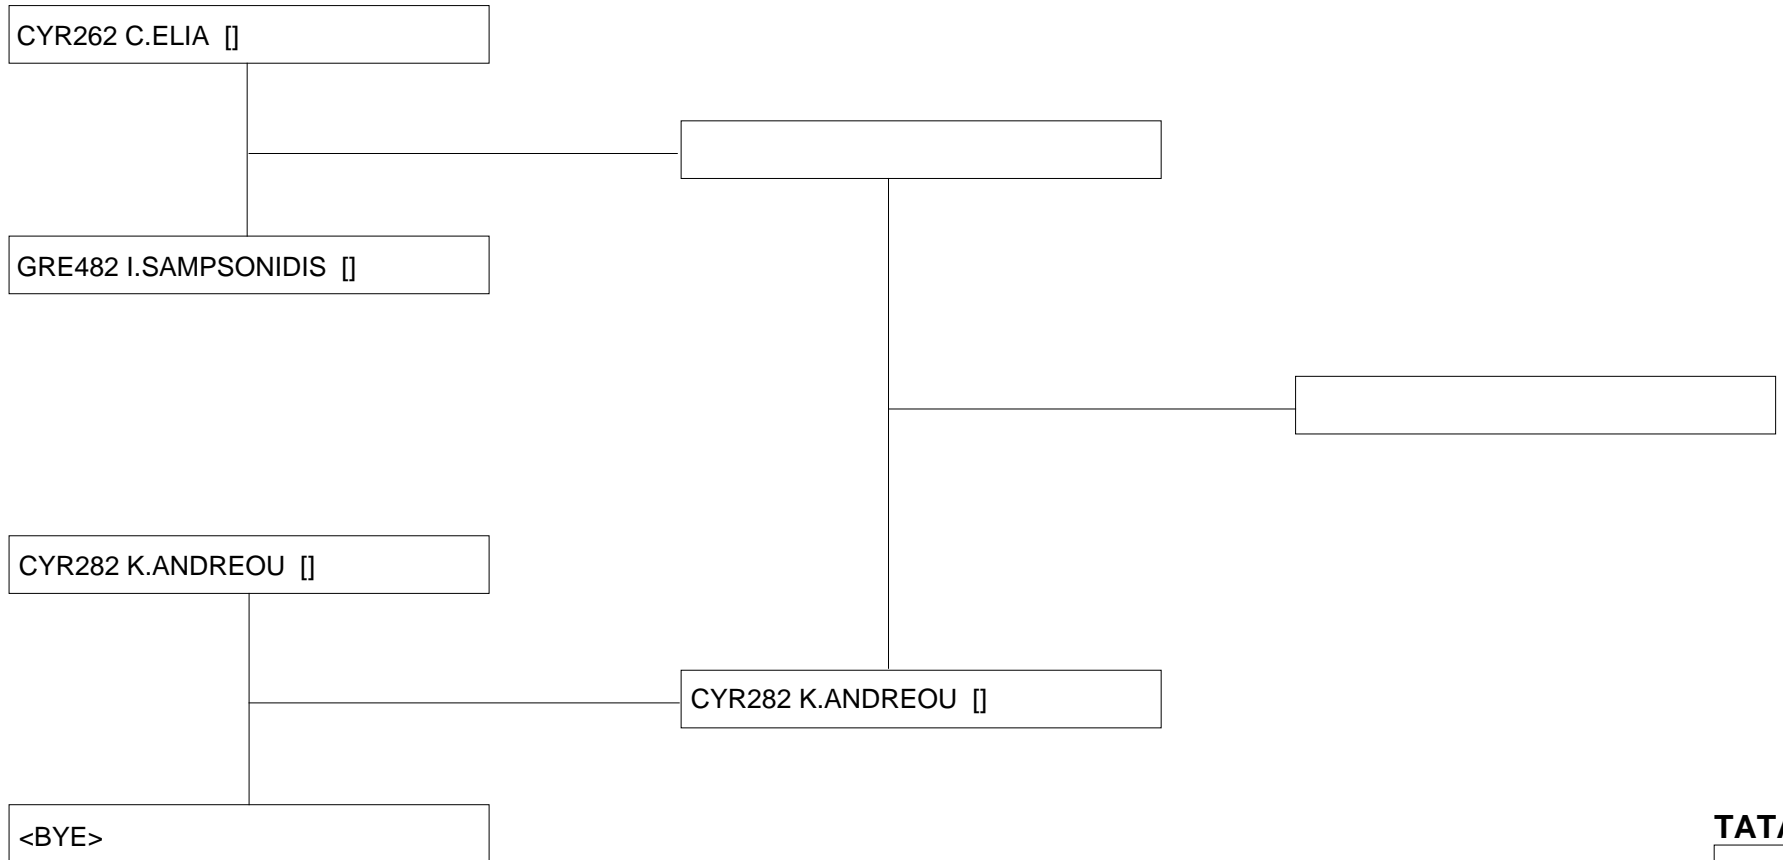 CYR262 C.ELIA []
GRE482 I.SAMPSONIDIS []
CYR282 K.ANDREOU []
CYR282 K.ANDREOU []
<BYE>